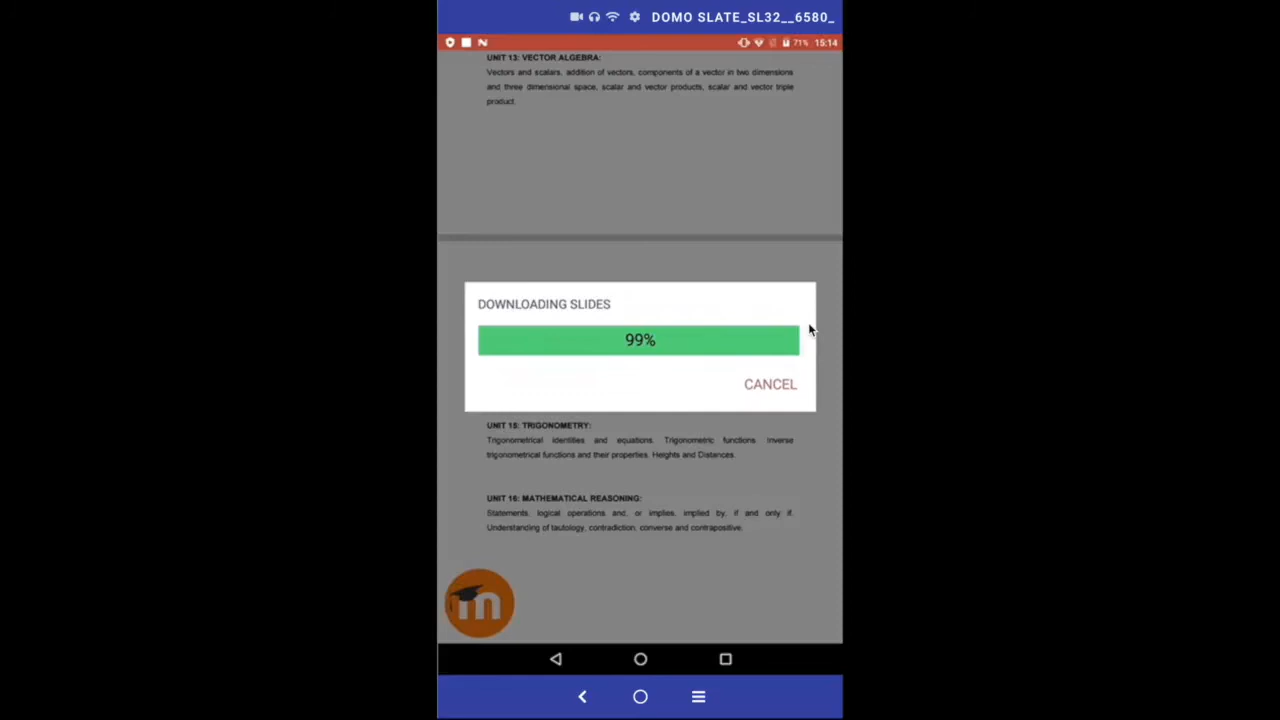 DOMO SLATE_SL32__6580_
71% 15:14
UNIT 13: VECTOR ALGEBRA:
Vectors and scalars, addition of vectors, components of a vector in two dimensions
and three dimensional space, scalar and vector products, scalar and vector triple
product.
DOWNLOADING SLIDES
99%
CANCEL
UNIT 15: TRIGONOMETRY:
Trigonometrical identities and equations. Trigonometric functions. Inverse
trigonometrical functions and their properties. Heights and Distances.
UNIT 16: MATHEMATICAL REASONING:
Statements, logical operations and, or implies, implied by, if and only if.
Understanding of tautology, contradiction, converse and contrapositive.
m